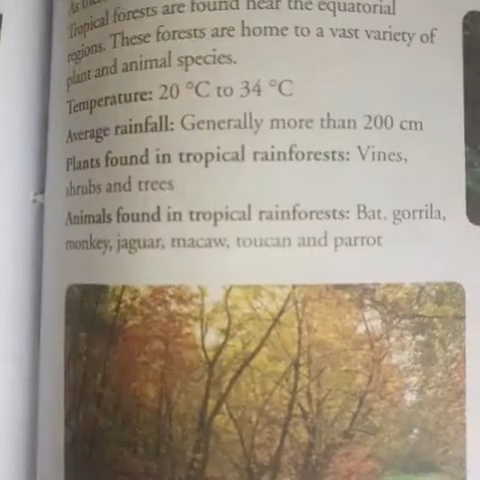 Tropical forests are found near the equatorial
regions. These forests are home to a vast variety of
plant and animal species.
Temperature: 20 °C to 34 °C
Average rainfall: Generally more than 200 cm
Plants found in tropical rainforests: Vines,
shrubs and trees
Animals found in tropical rainforests: Bat, gorrila,
monkey, jaguar, macaw, toucan and parrot